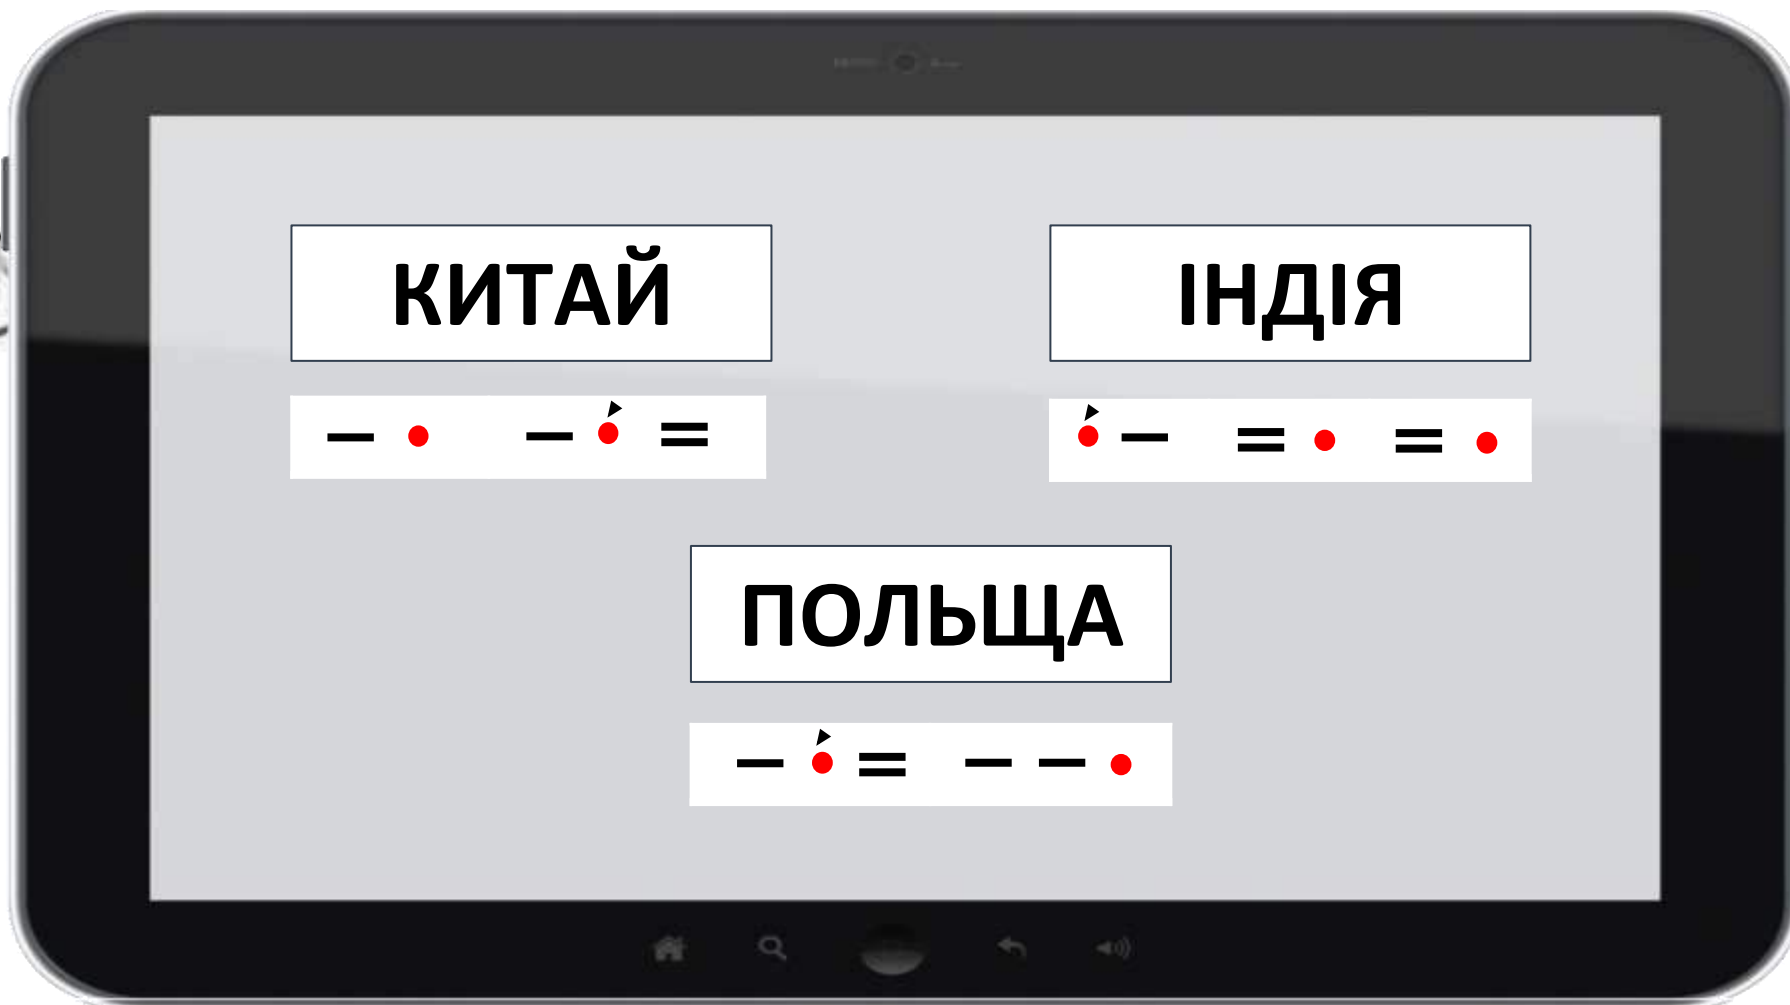 КИТАЙ
ІНДІЯ
– • – •́ =
•́ – = • = •
ПОЛЬЩА
– •́ = – – •